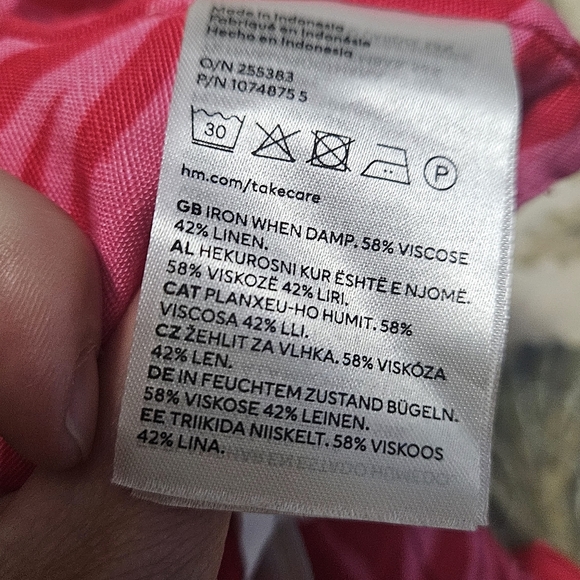 Made in Indonesia
Fabriqué en Indonésie
Hecho en Indonesia
O/N 255383
P/N 1074875 5
30
P
hm.com/takecare
GB IRON WHEN DAMP. 58% VISCOSE
42% LINEN.
AL HEKUROSNI KUR ËSHTË E NJOMË.
58% VISKOZË 42% LIRI.
CAT PLANXEU-HO HUMIT. 58%
VISCOSA 42% LLI.
CZ ŽEHLIT ZA VLHKA. 58% VISKÓZA
42% LEN.
DE IN FEUCHTEM ZUSTAND BÜGELN.
58% VISKOSE 42% LEINEN.
EE TRIIKIDA NIISKELT. 58% VISKOOS
42% LINA.